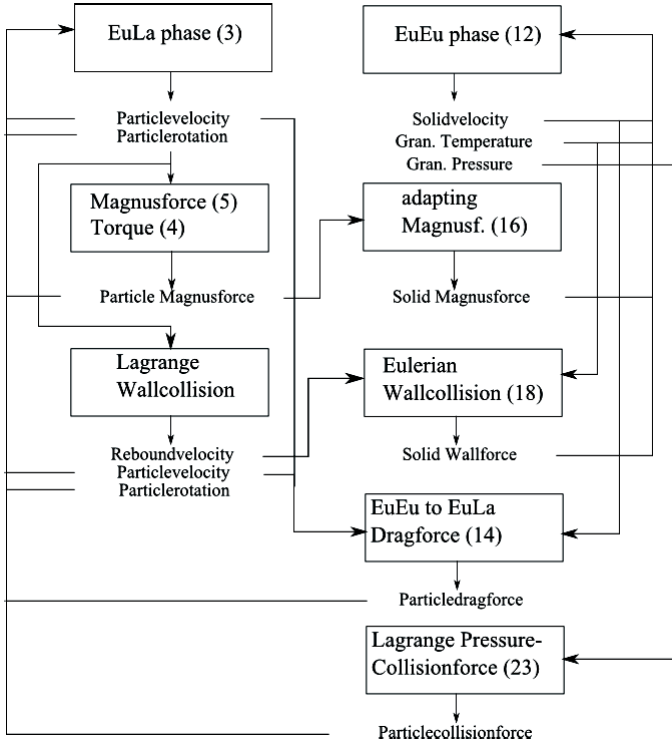 EuLa phase (3)
Particlevelocity
Particlerotation
Magnusforce (5)
Torque (4)
Particle Magnusforce
Lagrange
Wallcollision
Reboundvelocity
Particlevelocity
Particlerotation
EuEu phase (12)
Solidvelocity
Gran. Temperature
Gran. Pressure
adapting
Magnusf. (16)
Solid Magnusforce
Eulerian
Wallcollision (18)
Solid Wallforce
EuEu to EuLa
Dragforce (14)
Particledragforce
Lagrange Pressure-
Collisionforce (23)
Particlecollisionforce